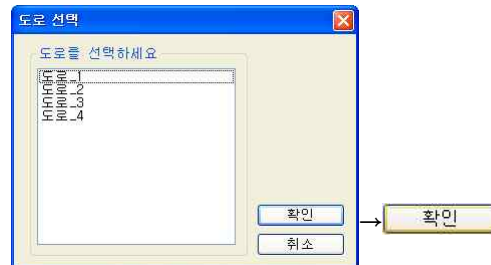 도로 선택
도로를 선택하세요
도로_1
도로_2
도로_3
도로_4
확인 → 확인
취소